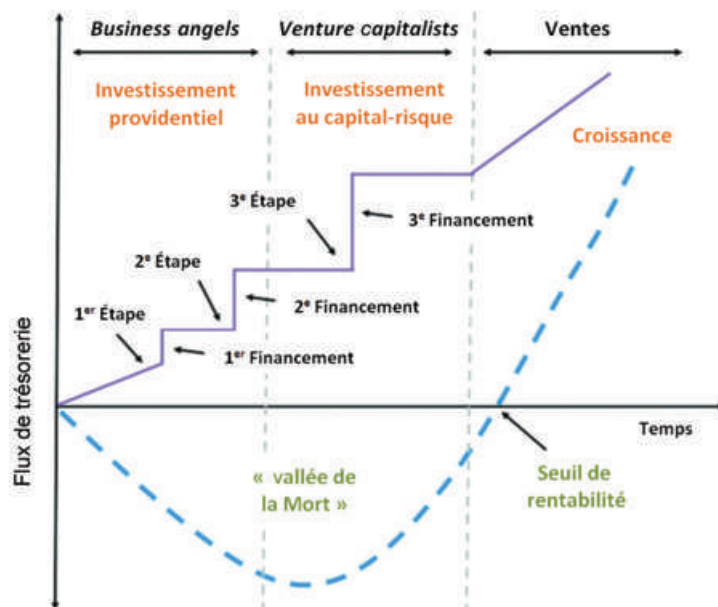 Business angels
Venture capitalists
Ventes
Investissement
providentiel
Investissement
au capital-risque
Croissance
3e Étape
3e Financement
2e Étape
2e Financement
1er Étape
1er Financement
Flux de trésorerie
Temps
« vallée de
la Mort »
Seuil de
rentabilité